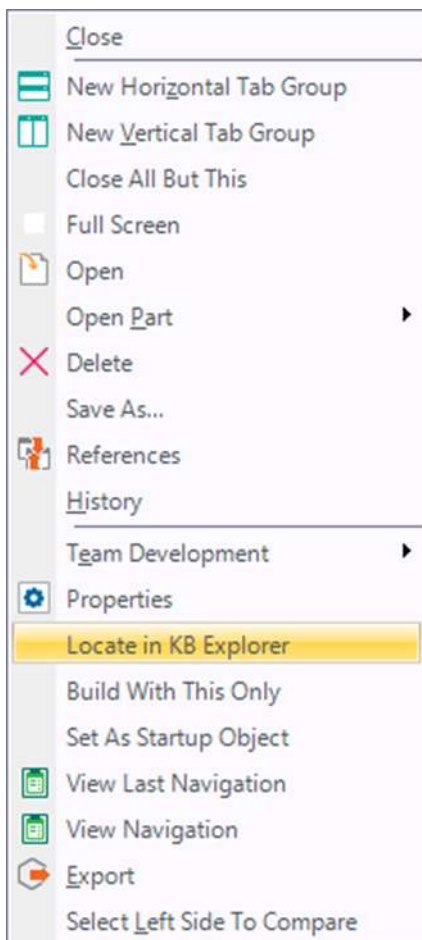 Close
New Horizontal Tab Group
New Vertical Tab Group
Close All But This
Full Screen
Open
Open Part
Delete
Save As...
References
History
Team Development
Properties
Locate in KB Explorer
Build With This Only
Set As Startup Object
View Last Navigation
View Navigation
Export
Select Left Side To Compare